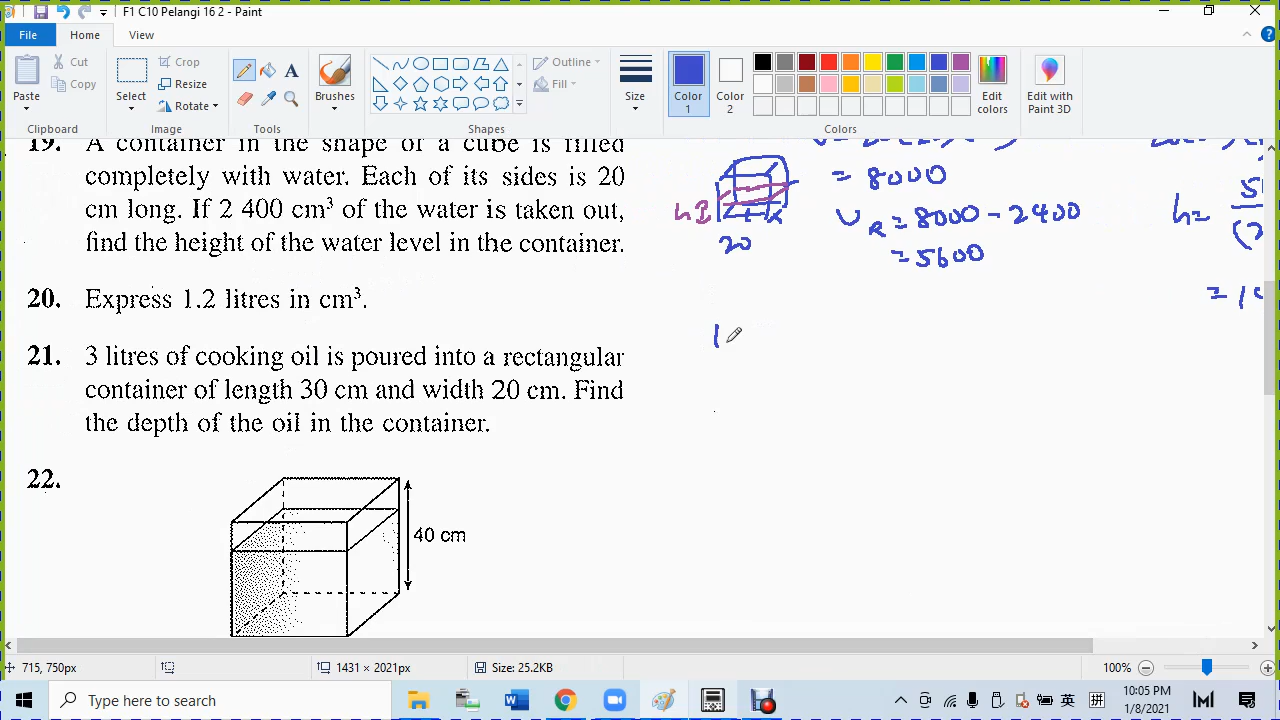 F1 C10 Pelangi 16 2 - Paint
File Home View
Paste Cut Copy Clipboard
Select Crop Resize Rotate Image
Tools
Brushes
Outline Fill Shapes
Size
Color 1
Color 2
Edit colors
Colors
Edit with Paint 3D
19. A container in the shape of a cube is filled
completely with water. Each of its sides is 20
cm long. If 2 400 cm³ of the water is taken out,
find the height of the water level in the container.
20. Express 1.2 litres in cm³.
21. 3 litres of cooking oil is poured into a rectangular
container of length 30 cm and width 20 cm. Find
the depth of the oil in the container.
22.
40 cm
h
20
= 8000
V_R = 8000 - 2400
= 5600
h=
1
715, 750px
1431 × 2021px
Size: 25.2KB
100%
Type here to search
英
拼
10:05 PM
1/8/2021